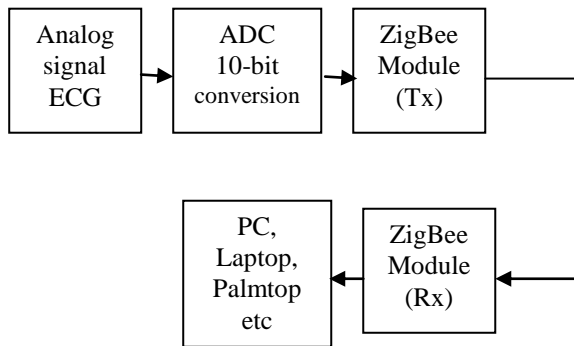 Analog
signal
ECG
ADC
10-bit
conversion
ZigBee
Module
(Tx)
PC,
Laptop,
Palmtop
etc
ZigBee
Module
(Rx)